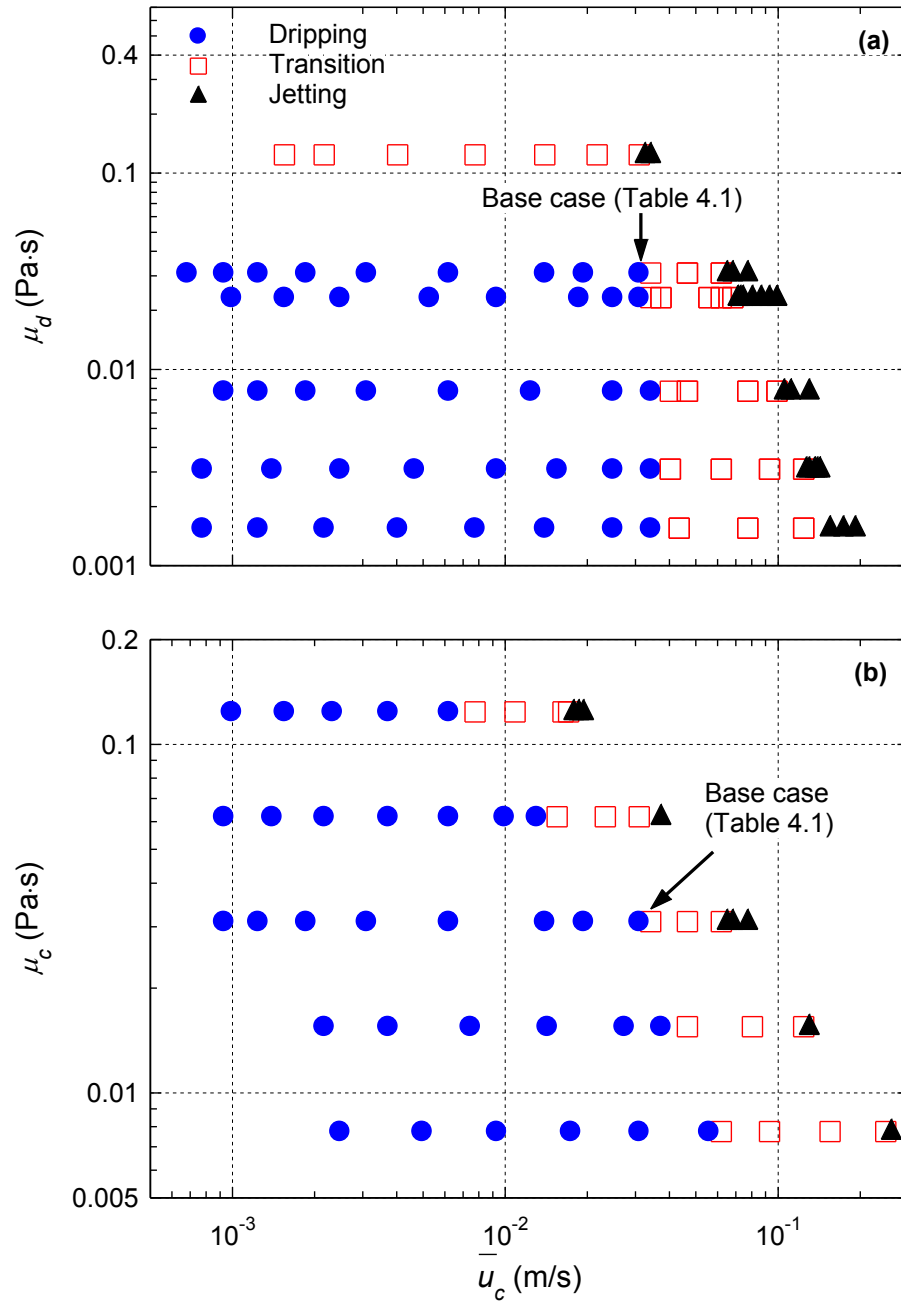 (a)
Dripping
Transition
Jetting
0.4
0.1
0.01
0.001
μd (Pa·s)
Base case (Table 4.1)
(b)
0.2
0.1
0.01
0.005
μc (Pa·s)
Base case
(Table 4.1)
10⁻³ 10⁻² 10⁻¹
u̅c (m/s)